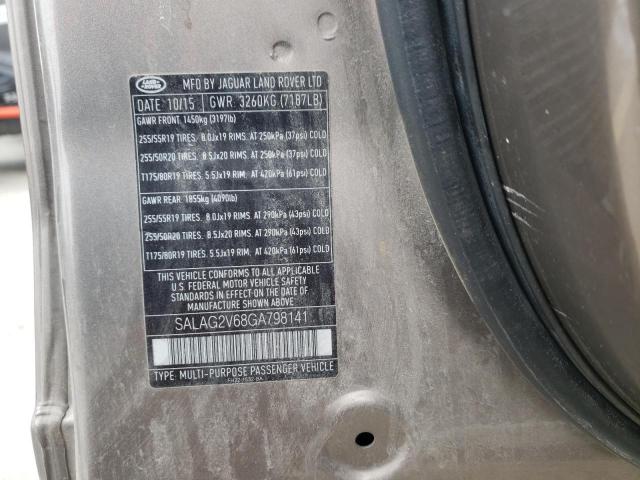 LAND ROVER
MFD BY JAGUAR LAND ROVER LTD
DATE 10/15 GWR. 3260KG (7187LB)
GAWR FRONT 1450kg (3197lb)
255/55R19 TIRES. 8.0Jx19 RIMS. AT 250kPa (37psi) COLD
255/50R20 TIRES. 8.5Jx20 RIMS. AT 250kPa (37psi) COLD
T175/80R19 TIRES. 5.5Jx19 RIM. AT 420kPa (61psi) COLD
GAWR REAR 1855kg (4090lb)
255/55R19 TIRES. 8.0Jx19 RIMS. AT 290kPa (43psi) COLD
255/50R20 TIRES. 8.5Jx20 RIMS. AT 290kPa (43psi) COLD
T175/80R19 TIRES. 5.5Jx19 RIM. AT 420kPa (61psi) COLD
THIS VEHICLE CONFORMS TO ALL APPLICABLE
U.S. FEDERAL MOTOR VEHICLE SAFETY
STANDARDS IN EFFECT ON THE DATE OF
MANUFACTURE SHOWN ABOVE.
SALAG2V68GA798141
TYPE: MULTI-PURPOSE PASSENGER VEHICLE